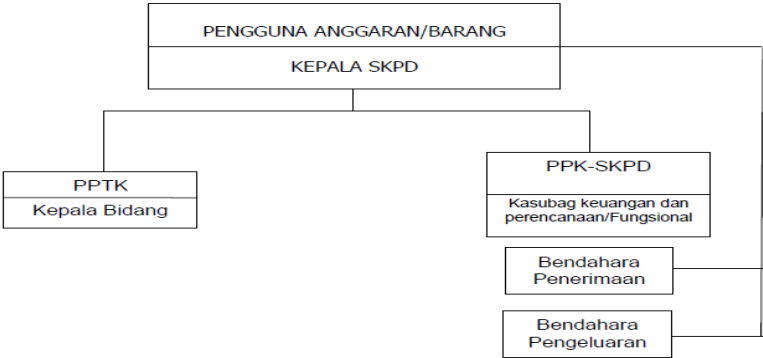 PENGGUNA ANGGARAN/BARANG
KEPALA SKPD
PPTK
Kepala Bidang
PPK-SKPD
Kasubag keuangan dan
perencanaan/Fungsional
Bendahara
Penerimaan
Bendahara
Pengeluaran